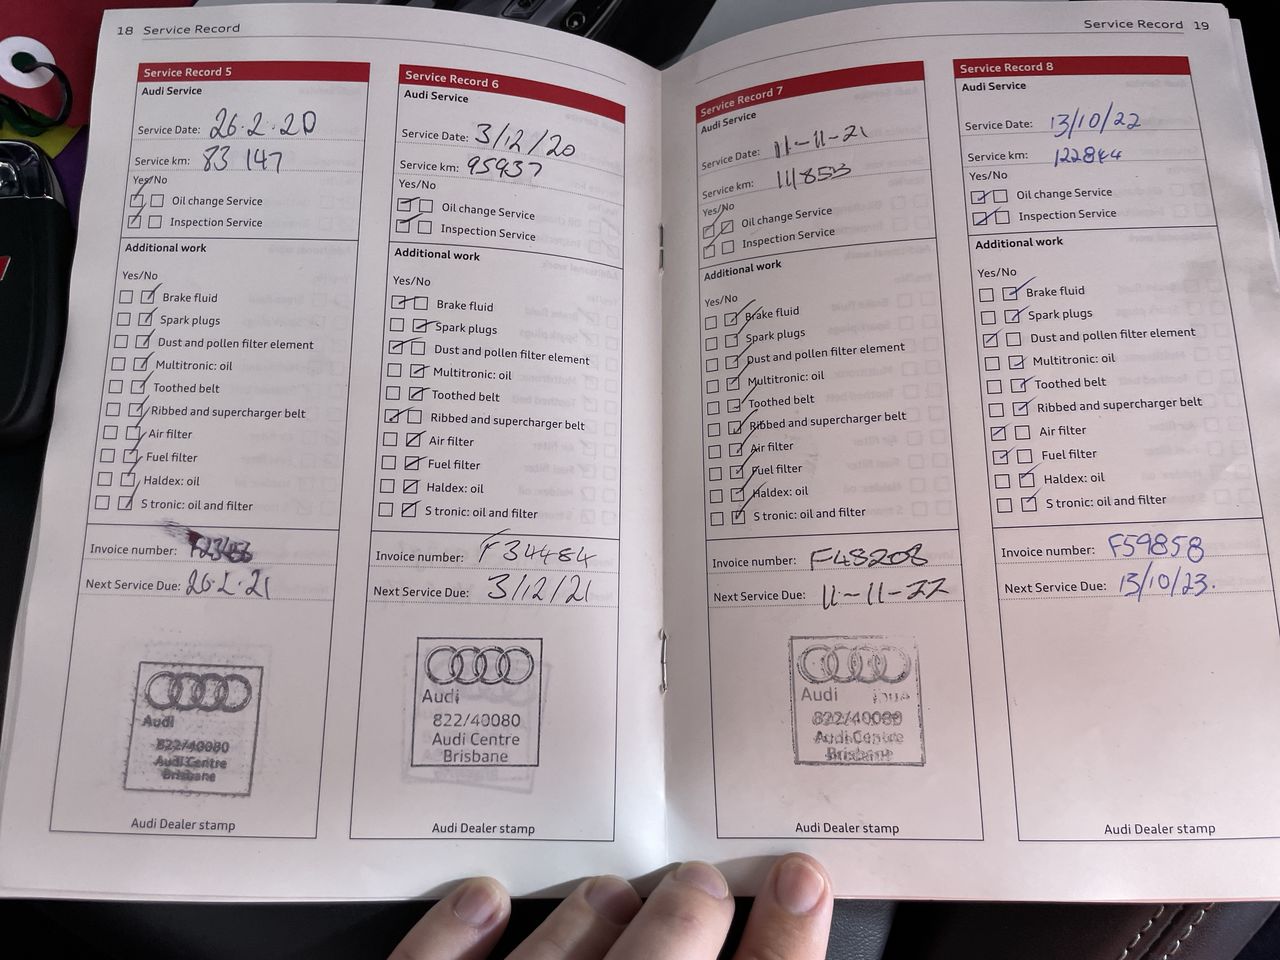 18 Service Record
Service Record 5
Audi Service
Service Date: 26.2.20
Service km: 83 147
Yes/No
Oil change Service
Inspection Service
Additional work
Yes/No
Brake fluid
Spark plugs
Dust and pollen filter element
Multitronic: oil
Toothed belt
Ribbed and supercharger belt
Air filter
Fuel filter
Haldex: oil
S tronic: oil and filter
Invoice number:
Next Service Due: 26.2.21
Audi
822/40080
Audi Centre
Brisbane
Audi Dealer stamp
Service Record 6
Audi Service
Service Date: 3/12/20
Service km: 95937
Yes/No
Oil change Service
Inspection Service
Additional work
Yes/No
Brake fluid
Spark plugs
Dust and pollen filter element
Multitronic: oil
Toothed belt
Ribbed and supercharger belt
Air filter
Fuel filter
Haldex: oil
S tronic: oil and filter
Invoice number: F34484
Next Service Due: 3/12/21
Audi
822/40080
Audi Centre
Brisbane
Audi Dealer stamp
Service Record 19
Service Record 7
Audi Service
Service Date: 11-11-21
Service km: 111853
Yes/No
Oil change Service
Inspection Service
Additional work
Yes/No
Brake fluid
Spark plugs
Dust and pollen filter element
Multitronic: oil
Toothed belt
Ribbed and supercharger belt
Air filter
Fuel filter
Haldex: oil
S tronic: oil and filter
Invoice number: F48208
Next Service Due: 11-11-22
Audi
822/40080
Audi Centre
Brisbane
Audi Dealer stamp
Service Record 8
Audi Service
Service Date: 13/10/22
Service km: 122844
Yes/No
Oil change Service
Inspection Service
Additional work
Yes/No
Brake fluid
Spark plugs
Dust and pollen filter element
Multitronic: oil
Toothed belt
Ribbed and supercharger belt
Air filter
Fuel filter
Haldex: oil
S tronic: oil and filter
Invoice number: F59858
Next Service Due: 13/10/23.
Audi Dealer stamp